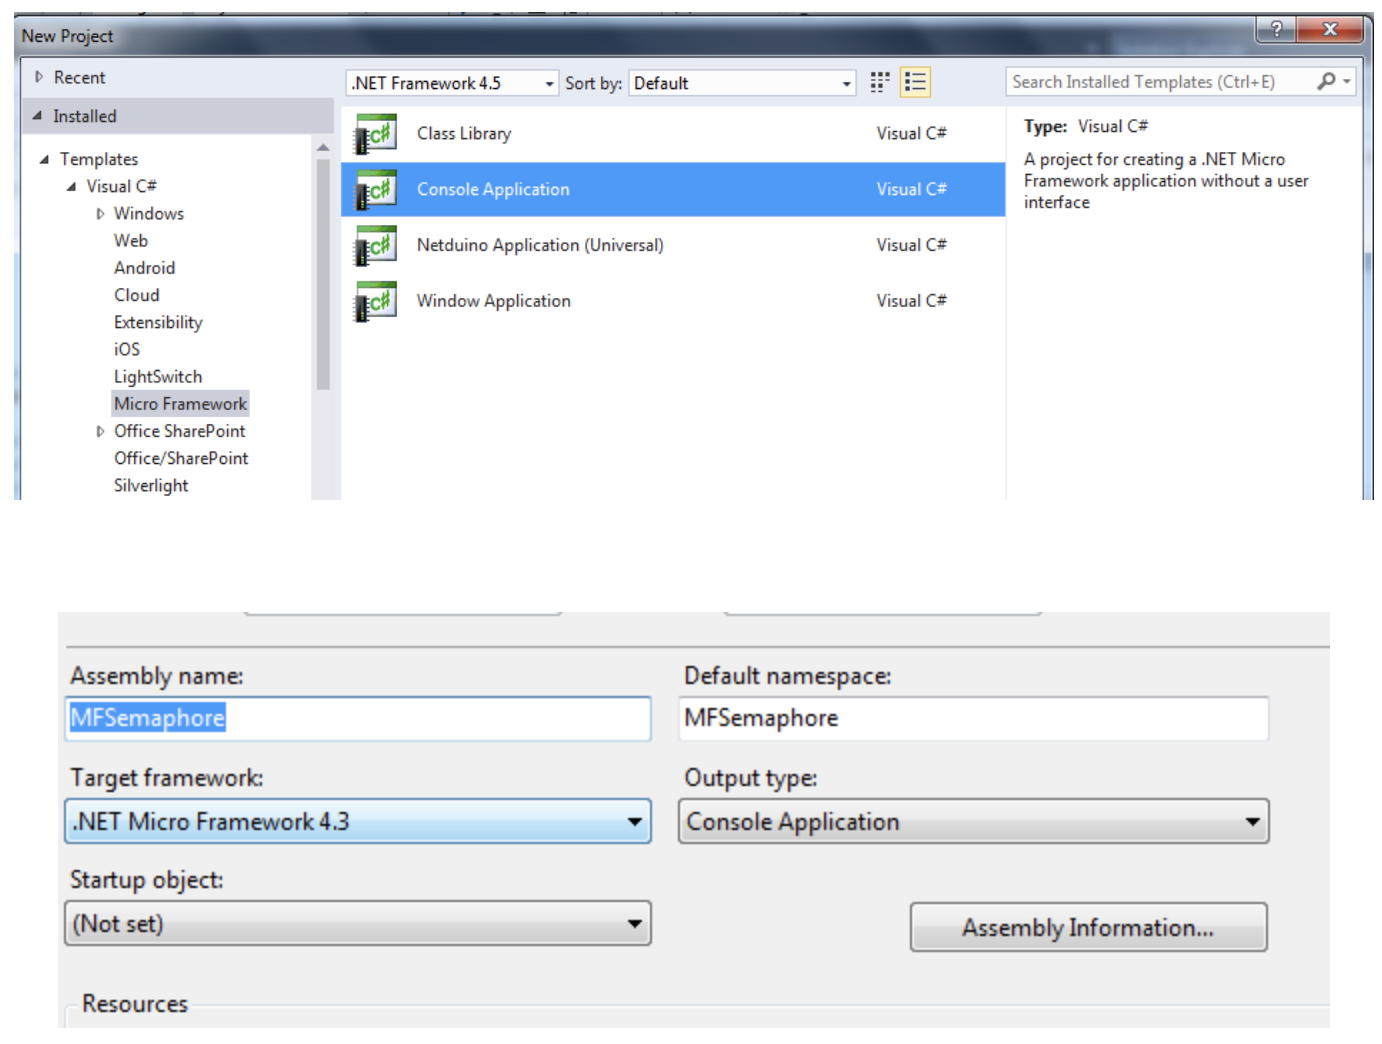 New Project
?
x
Recent
.NET Framework 4.5
Sort by: Default
Search Installed Templates (Ctrl+E)
Installed
Templates
Visual C#
Windows
Web
Android
Cloud
Extensibility
iOS
LightSwitch
Micro Framework
Office SharePoint
Office/SharePoint
Silverlight
C# Class Library Visual C#
C# Console Application Visual C#
C# Netduino Application (Universal) Visual C#
C# Window Application Visual C#
Type: Visual C#
A project for creating a .NET Micro
Framework application without a user
interface
Assembly name:
MFSemaphore
Default namespace:
MFSemaphore
Target framework:
.NET Micro Framework 4.3
Output type:
Console Application
Startup object:
(Not set)
Assembly Information...
Resources